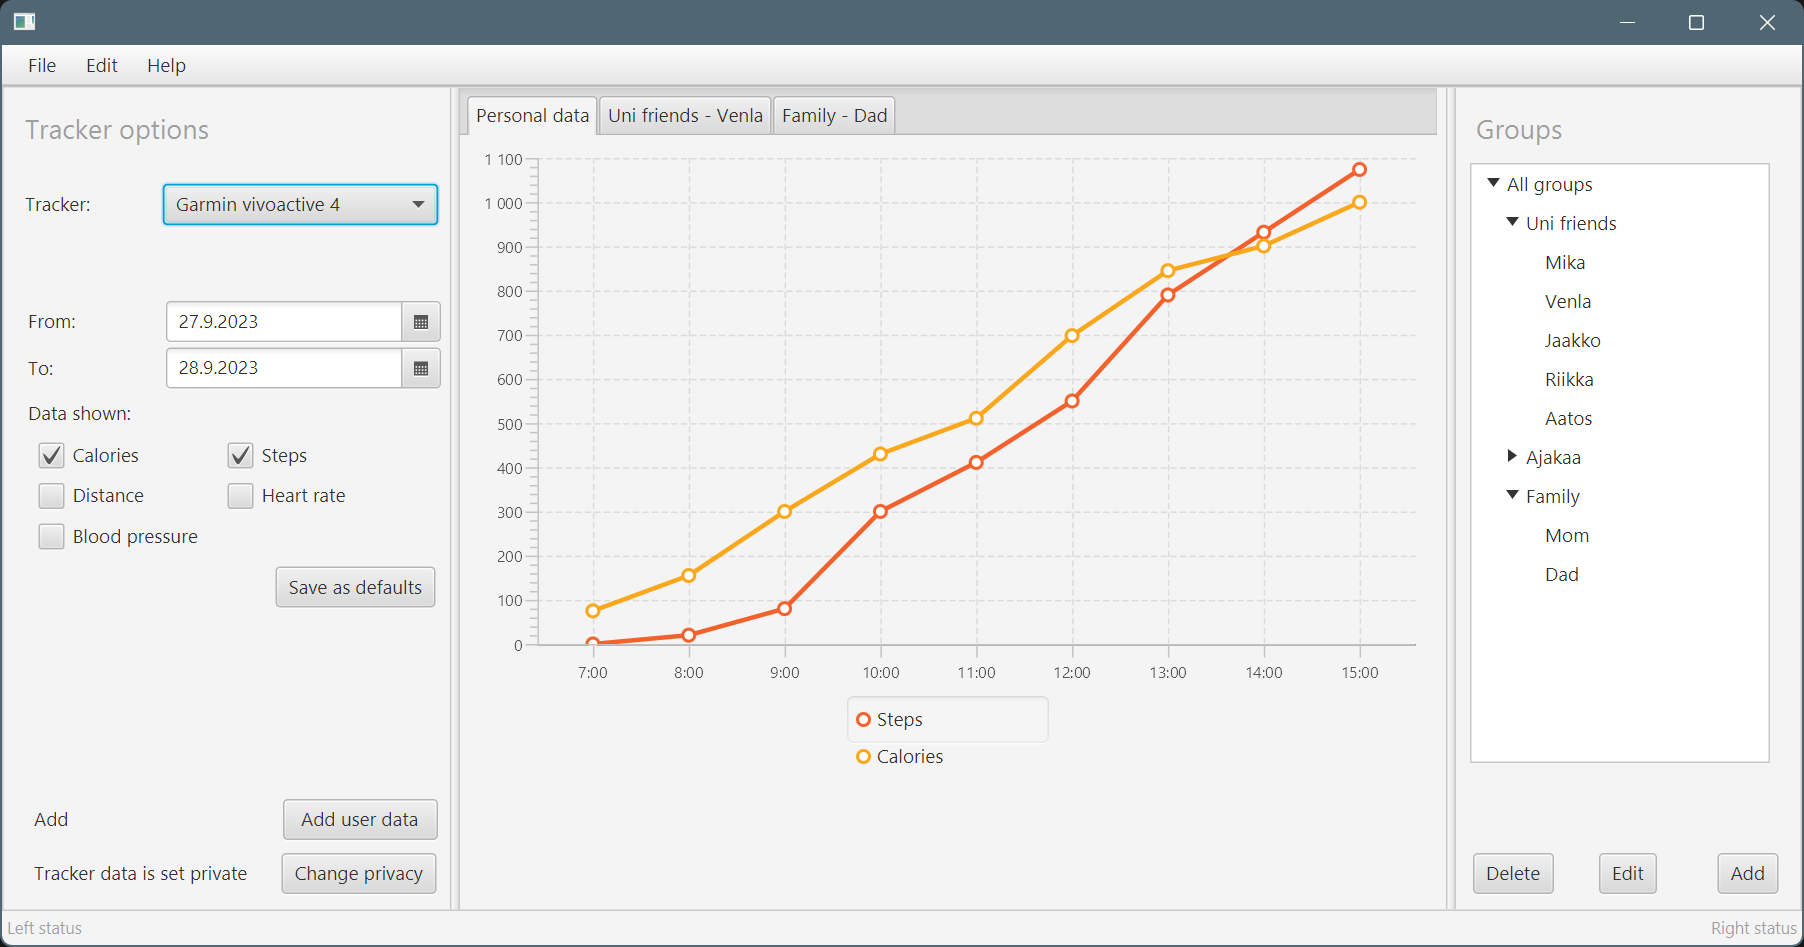 File Edit Help
Tracker options
Tracker: Garmin vivoactive 4
From: 27.9.2023
To: 28.9.2023
Data shown:
Calories Steps
Distance Heart rate
Blood pressure
Save as defaults
Add Add user data
Tracker data is set private Change privacy
Personal data Uni friends - Venla Family - Dad
1 100
1 000
900
800
700
600
500
400
300
200
100
0
7:00 8:00 9:00 10:00 11:00 12:00 13:00 14:00 15:00
Steps
Calories
Groups
All groups
Uni friends
Mika
Venla
Jaakko
Riikka
Aatos
Ajakaa
Family
Mom
Dad
Delete Edit Add
Left status Right status